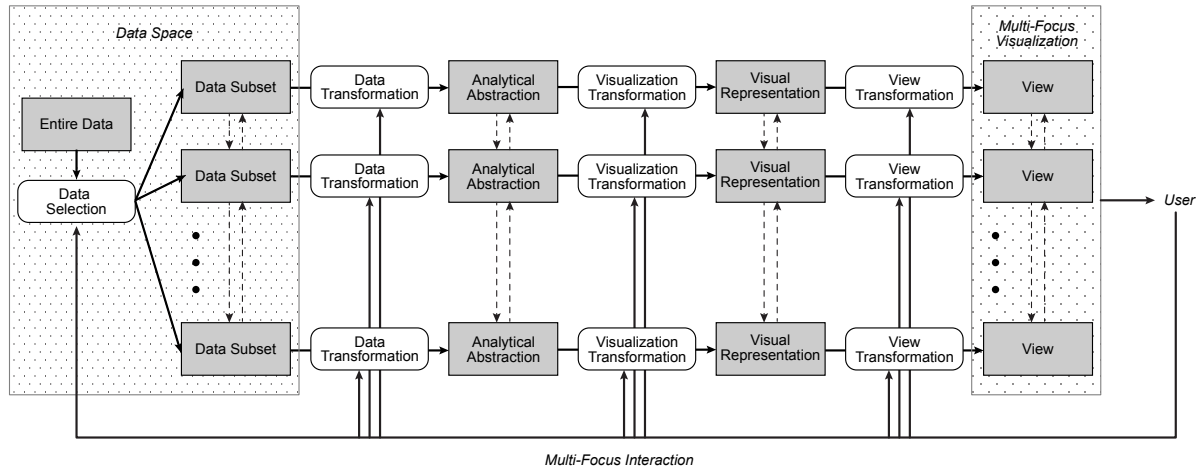 Data Space
Multi-Focus
Visualization
Entire Data
Data
Selection
Data Subset
Data
Transformation
Analytical
Abstraction
Visualization
Transformation
Visual
Representation
View
Transformation
View
Data Subset
Data
Transformation
Analytical
Abstraction
Visualization
Transformation
Visual
Representation
View
Transformation
View
User
Data Subset
Data
Transformation
Analytical
Abstraction
Visualization
Transformation
Visual
Representation
View
Transformation
View
Multi-Focus Interaction